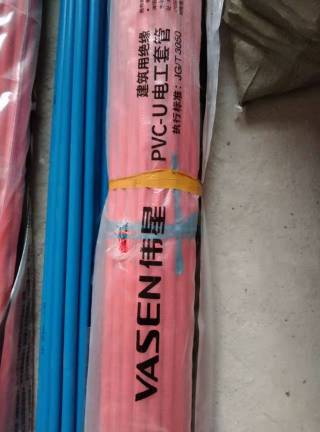 建筑用绝缘
PVC-U 电工套管
执行标准：JG/T 3050
VASEN 伟星